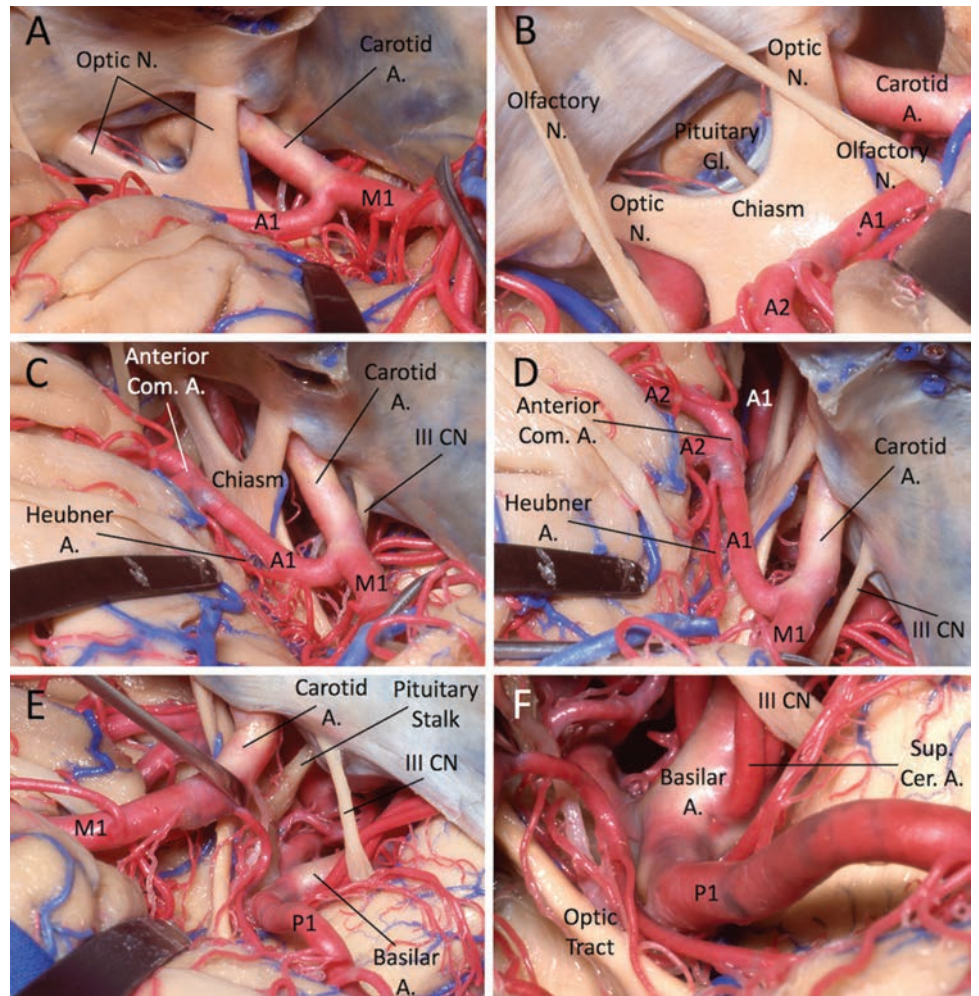 A
Optic N.
Carotid
A.
A1
M1
B
Optic
N.
Olfactory
N.
Carotid
A.
Pituitary
Gl.
Olfactory
N.
Optic
N.
Chiasm
A1
A2
C
Anterior
Com. A.
Carotid
A.
III CN
Chiasm
Heubner
A.
A1
M1
D
A2
A1
Anterior
Com. A.
A2
Carotid
A.
Heubner
A.
A1
M1
III CN
E
Carotid
A.
Pituitary
Stalk
III CN
M1
P1
Basilar
A.
F
III CN
Basilar
A.
Sup.
Cer. A.
P1
Optic
Tract